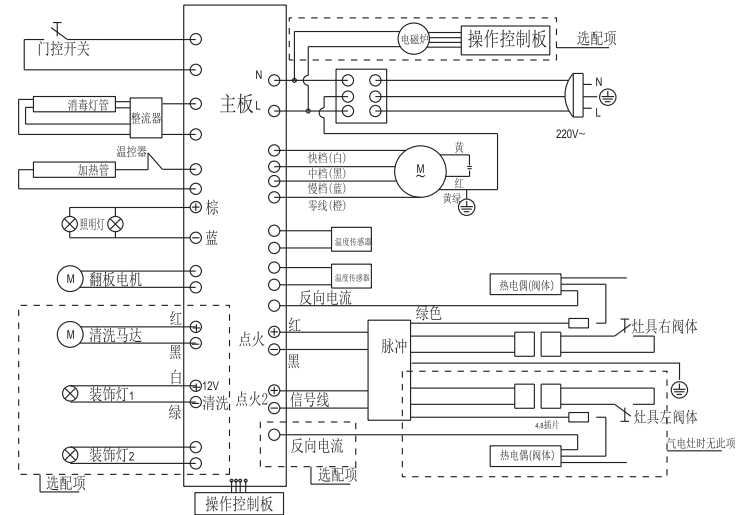 门控开关
消毒灯管
整流器
温控器
加热管
照明灯
棕
蓝
M
翻板电机
红
M
清洗马达
黑
白
12V
装饰灯1
清洗
绿
装饰灯2
选配项
主板
N
L
点火
点火2
操作控制板
电磁炉
操作控制板
选配项
N
L
220V~
快档(白)
中档(黑)
慢档(蓝)
零线(橙)
M
~
黄
红
黄绿
温度传感器
温度传感器
反向电流
红
黑
信号线
反向电流
选配项
脉冲
热电偶(阀体)
绿色
灶具右阀体
灶具左阀体
4.8插片
热电偶(阀体)
气电灶时无此项